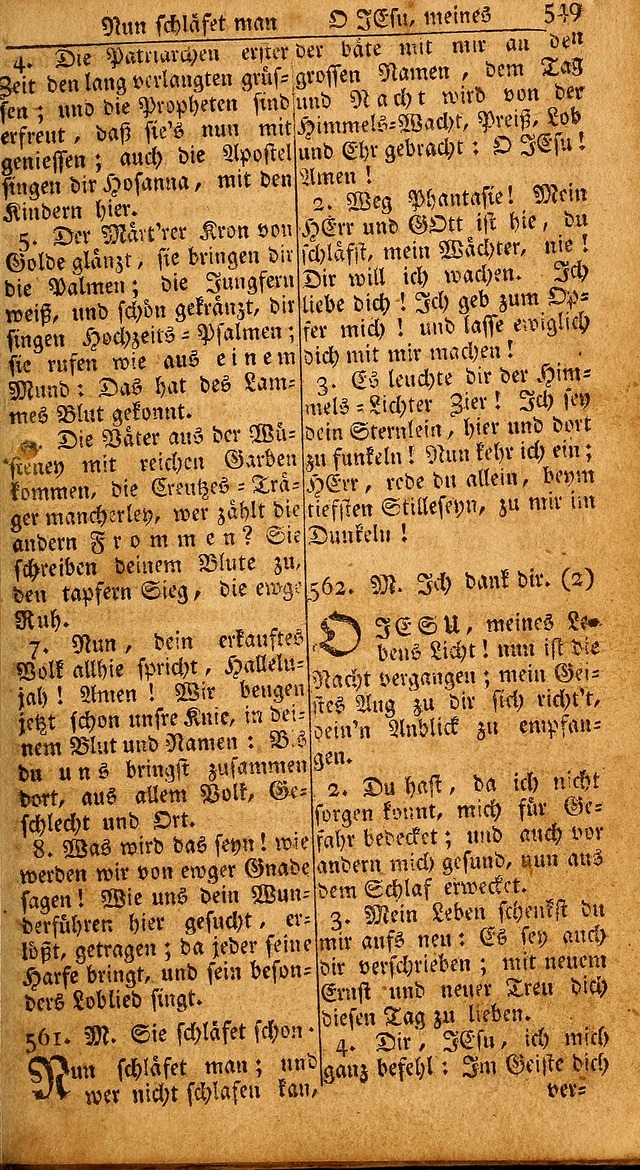 Nun schläfet man O JEsu, meines 549
4. Die Patriarchen erster
Zeit den lang verlangten grüs-
sen; und die Propheten sind
erfreut, daß sie's nun mit
geniessen; auch die Apostel
singen dir Hosanna, mit den
Kindern hier.
5. Der Märt'rer Kron von
Golde glänzt, sie bringen dir
die Palmen; die Jungfern
weiß, und schön gekränzt, dir
singen Hochzeits-Psalmen;
sie rufen wie aus einem
Mund: Das hat des Lam-
mes Blut gekonnt.
Die Väter aus der Wü-
steney mit reichen Garben
kommen, die Creutzes-Trä-
ger mancherley, wer zählt die
andern Frommen? Sie
schreiben deinem Blute zu,
den tapfern Sieg, die ewge
Ruh.
7. Nun, dein erkauftes
Volk allhie spricht, Hallelu-
jah! Amen! Wir beugen
jetzt schon unsre Knie, in dei-
nem Blut und Namen: Bis
du uns bringst zusammen
dort, aus allem Volk, Ge-
schlecht und Ort.
8. Was wird das seyn! wie
werden wir von ewger Gnade
sagen! Wie uns dein Wun-
derführen hier gesucht, er-
lößt, getragen; da jeder seine
Harfe bringt, und sein beson-
ders Loblied singt.
561. M. Sie schläfet schon.
Nun schläfet man; und
wer nicht schlafen kan,
der bäte mit mir an den
grossen Namen, dem Tag
und Nacht wird von der
Himmels-Wacht, Preiß, Lob
und Ehr gebracht: O JEsu!
Amen!
2. Weg Phantasie! Mein
HErr und GOtt ist hie, du
schläfst, mein Wächter, nie!
Dir will ich wachen. Ich
liebe dich! Ich geb zum Op-
fer mich! und lasse ewiglich
dich mit mir machen!
3. Es leuchte dir der Him-
mels-Lichter Zier! Ich sey
dein Sternlein, hier und dort
zu funkeln! Nun kehr ich ein;
HErr, rede du allein, beym
tiefsten Stilleseyn, zu mir im
Dunkeln!
562. M. Ich dank dir. (2)
O JESU, meines Le-
bens Licht! nun ist die
Nacht vergangen; mein Gei-
stes Aug zu dir sich richt't,
dein'n Anblick zu empfan-
gen.
2. Du hast, da ich nicht
sorgen konnt, mich für Ge-
fahr bedecket; und auch vor
andern mich gesund, nun aus
dem Schlaf erwecket.
3. Mein Leben schenkst du
mir aufs neu: Es sey auch
dir verschrieben; mit neuem
Ernst und neuer Treu dich
diesen Tag zu lieben.
4. Dir, JEsu, ich mich
ganz befehl: Im Geiste dich
ver-